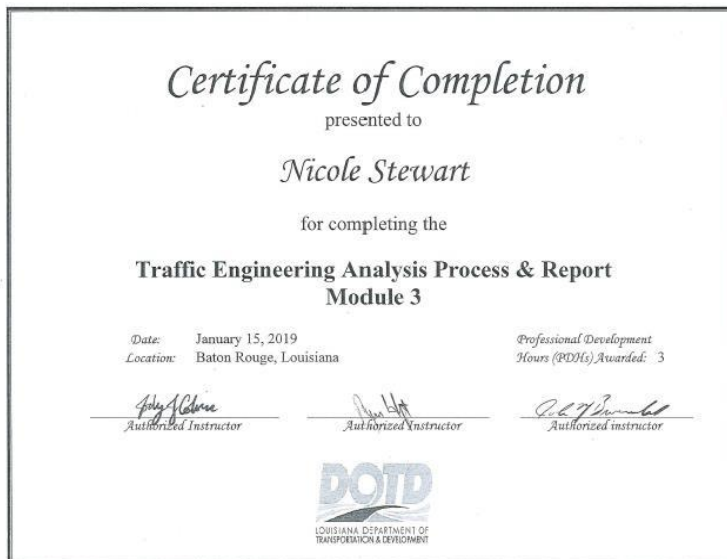 Certificate of Completion
presented to
Nicole Stewart
for completing the
Traffic Engineering Analysis Process & Report
Module 3
Date: January 15, 2019
Location: Baton Rouge, Louisiana
Professional Development
Hours (PDHs) Awarded: 3
Authorized Instructor
Authorized Instructor
Authorized instructor
DOTD
LOUISIANA DEPARTMENT OF
TRANSPORTATION & DEVELOPMENT